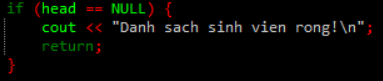 if (head == NULL) {
    cout << "Danh sach sinh vien rong!\n";
    return;
}